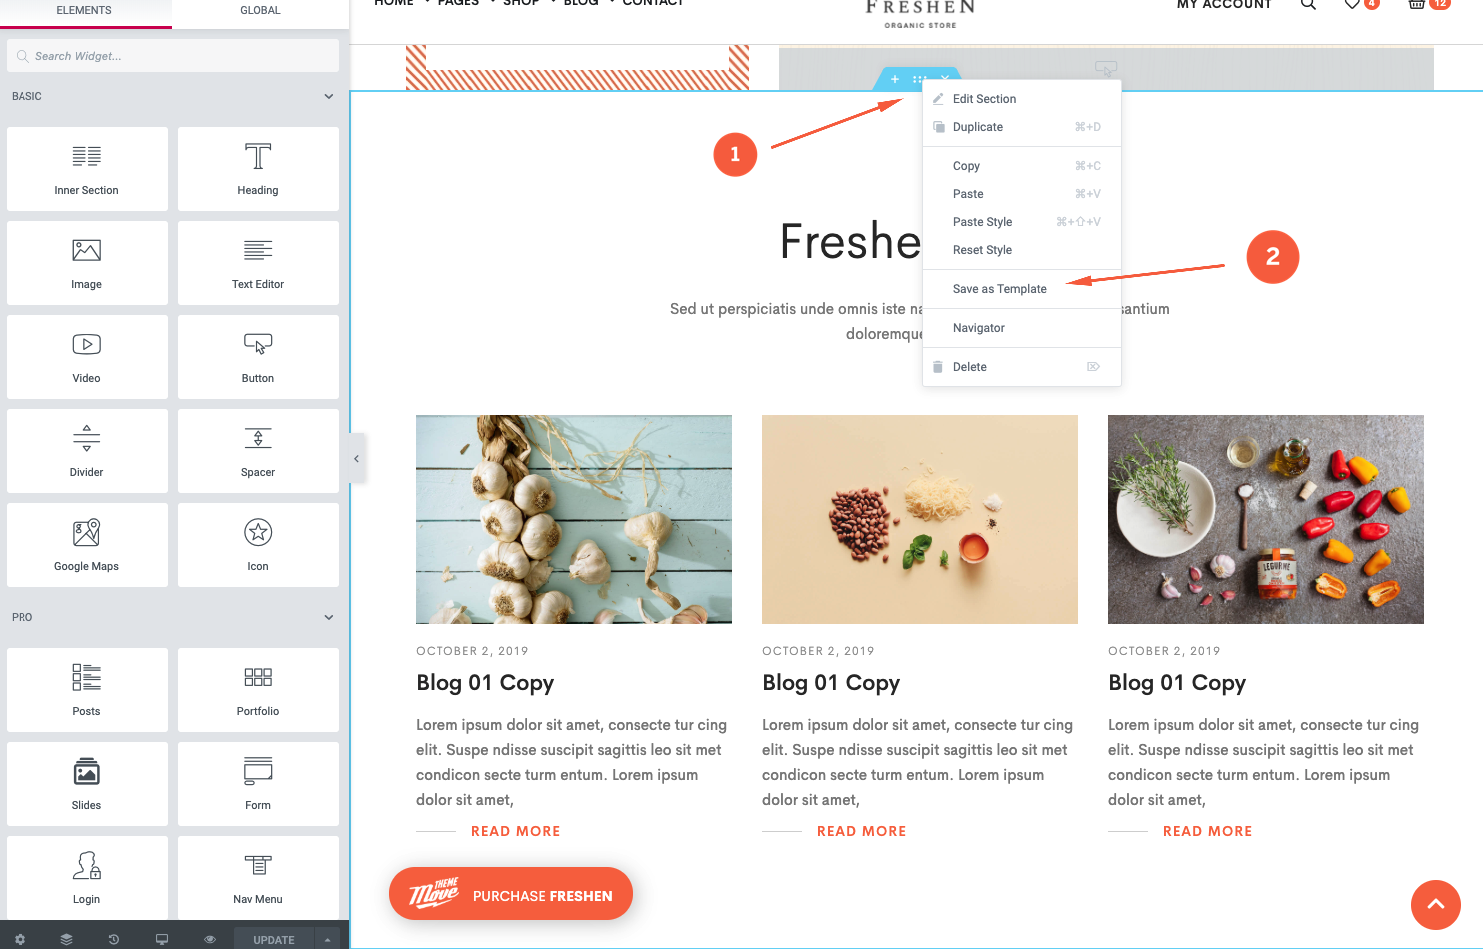 ELEMENTS
GLOBAL
Search Widget...
BASIC
Inner Section
Heading
Image
Text Editor
Video
Button
Divider
Spacer
Google Maps
Icon
PRO
Posts
Portfolio
Slides
Form
Login
Nav Menu
UPDATE
HOME
PAGES
SHOP
BLOG
CONTACT
FRESHEN
ORGANIC STORE
MY ACCOUNT
4
12
Edit Section
Duplicate ⌘+D
Copy ⌘+C
Paste ⌘+V
Paste Style ⌘+⇧+V
Reset Style
Save as Template
Navigator
Delete
1
2
Freshe
Sed ut perspiciatis unde omnis iste na santium
doloremque
OCTOBER 2, 2019
Blog 01 Copy
Lorem ipsum dolor sit amet, consecte tur cing
elit. Suspe ndisse suscipit sagittis leo sit met
condicon secte turm entum. Lorem ipsum
dolor sit amet,
READ MORE
OCTOBER 2, 2019
Blog 01 Copy
Lorem ipsum dolor sit amet, consecte tur cing
elit. Suspe ndisse suscipit sagittis leo sit met
condicon secte turm entum. Lorem ipsum
dolor sit amet,
READ MORE
LEGURME
OCTOBER 2, 2019
Blog 01 Copy
Lorem ipsum dolor sit amet, consecte tur cing
elit. Suspe ndisse suscipit sagittis leo sit met
condicon secte turm entum. Lorem ipsum
dolor sit amet,
READ MORE
THEME
Move
PURCHASE FRESHEN